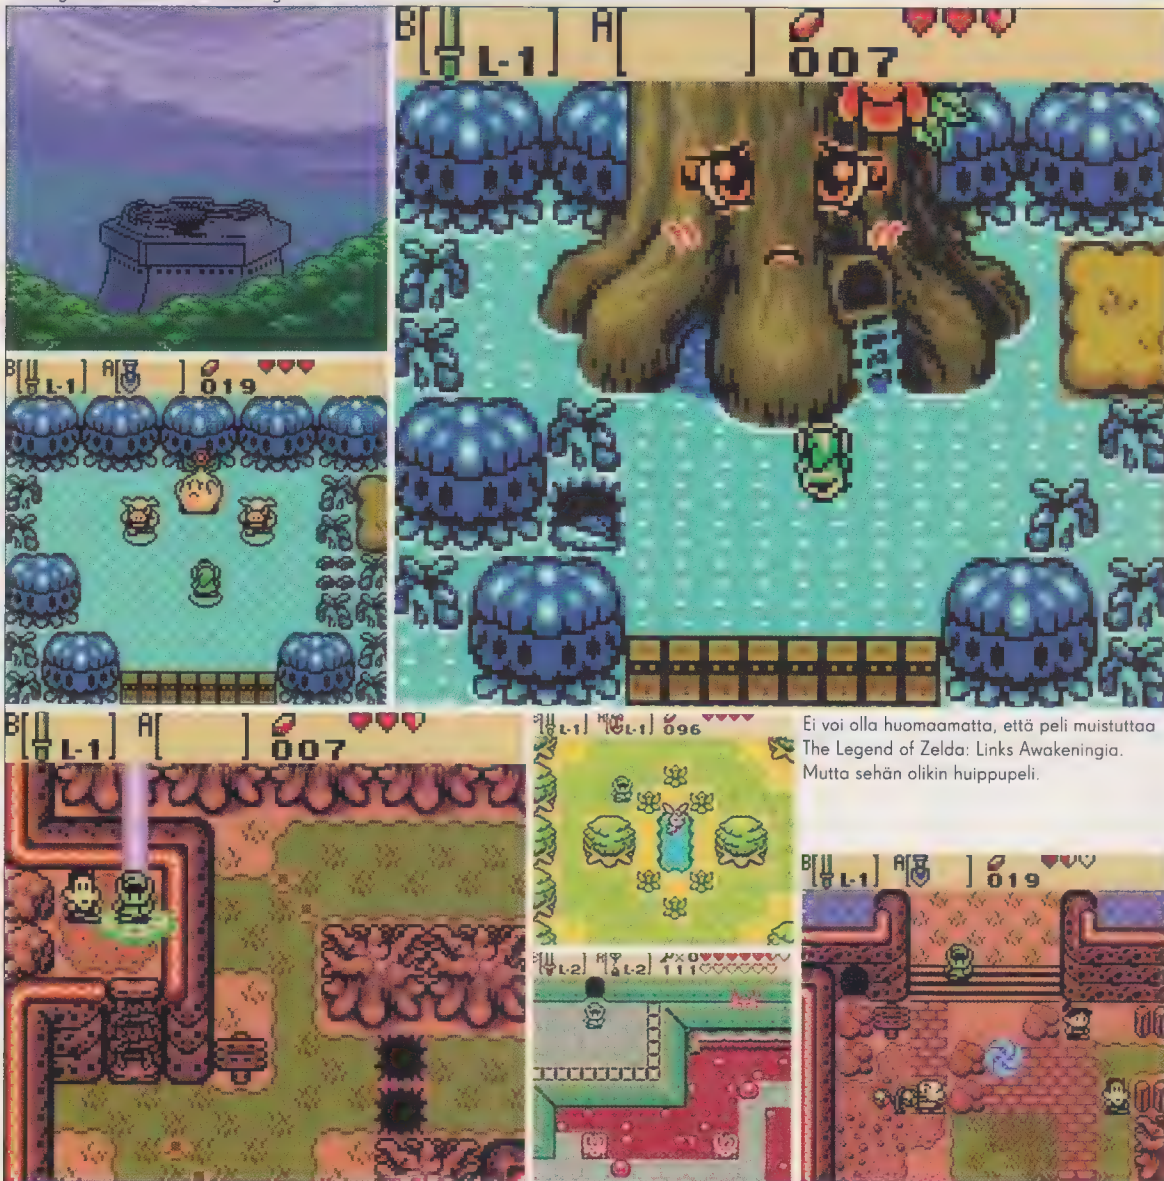 B[ L-1] A[ ] 007
B[ L-1] A[ ] 019
B[ L-1] A[ ] 007
L-1] A[ L-1] 096
Ei voi olla huomaamatta, että peli muistuttaa
The Legend of Zelda: Links Awakeningia.
Mutta sehän olikin huippupeli.
L-2] A[ L-2] X0
111
B[ L-1] A[ ] 019